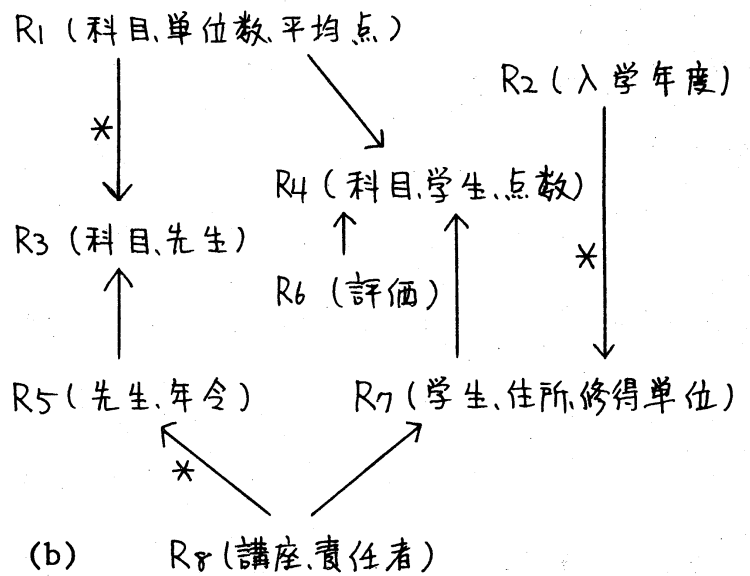 R1 (科目、単位数、平均点)
R2 (入学年度)
*
R4 (科目、学生、点数)
R3 (科目、先生)
*
R6 (評価)
R5 (先生、年令)
R7 (学生、住所、修得単位)
*
(b) R8 (講座、責任者)